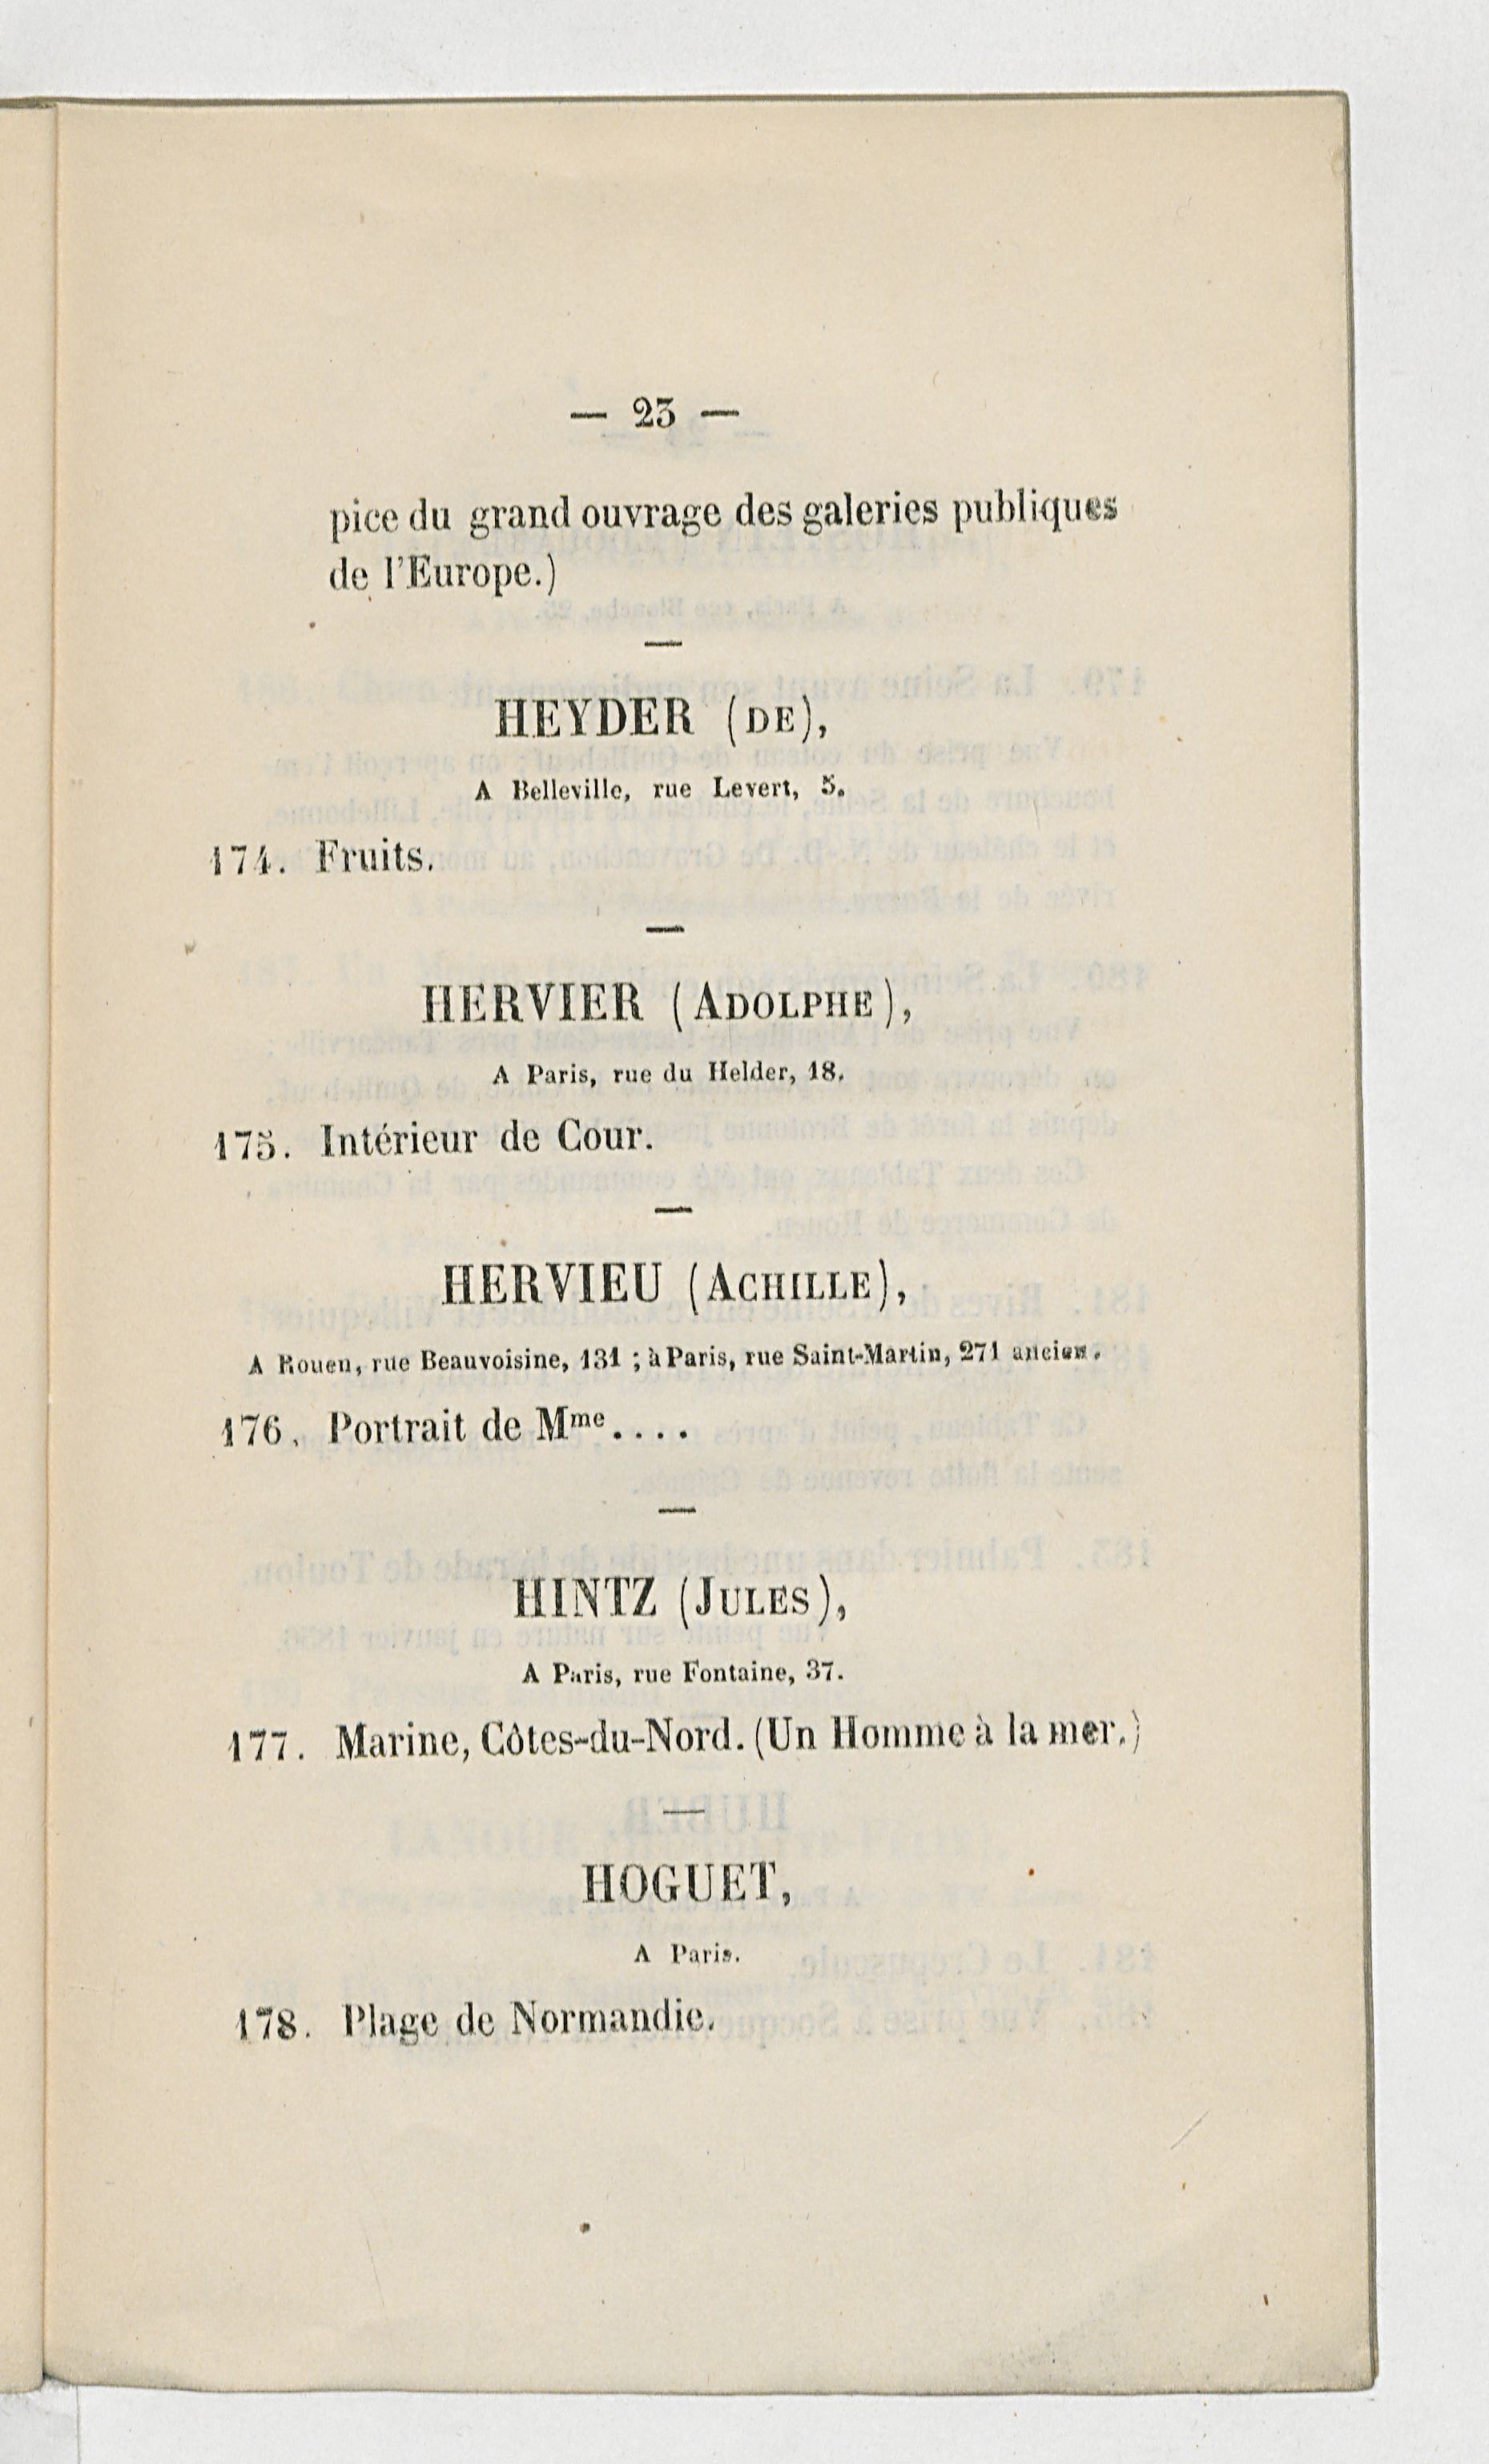 — 23 —
pice du grand ouvrage des galeries publiques
de l'Europe.)
HEYDER (DE),
A Belleville, rue Levert, 5.
174. Fruits.
HERVIER (ADOLPHE),
A Paris, rue du Helder, 18.
175. Intérieur de Cour.
HERVIEU (ACHILLE),
A Rouen, rue Beauvoisine, 131 ; à Paris, rue Saint-Martin, 271 ancien.
176. Portrait de Mme....
HINTZ (JULES),
A Paris, rue Fontaine, 37.
177. Marine, Côtes-du-Nord. (Un Homme à la mer.)
HOGUET,
A Paris.
178. Plage de Normandie.